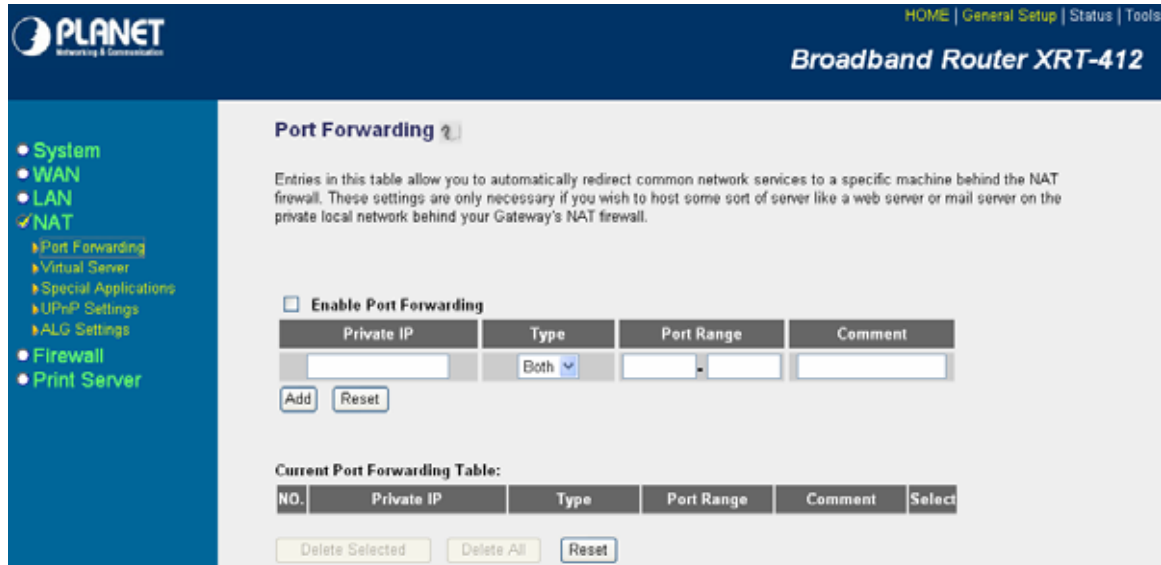 PLANET
Networking & Communication
HOME | General Setup | Status | Tools
Broadband Router XRT-412
System
WAN
LAN
NAT
Port Forwarding
Virtual Server
Special Applications
UPnP Settings
ALG Settings
Firewall
Print Server
Port Forwarding
Entries in this table allow you to automatically redirect common network services to a specific machine behind the NAT
firewall. These settings are only necessary if you wish to host some sort of server like a web server or mail server on the
private local network behind your Gateway's NAT firewall.
Enable Port Forwarding
Private IP Type Port Range Comment
Both -
Add Reset
Current Port Forwarding Table:
NO. Private IP Type Port Range Comment Select
Delete Selected Delete All Reset